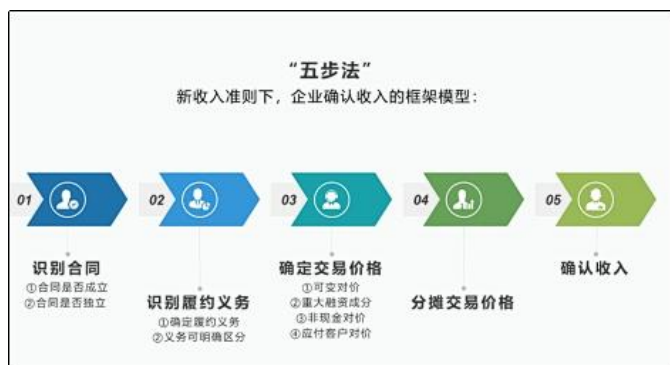 “五步法”
新收入准则下，企业确认收入的框架模型：
01
识别合同
①合同是否成立
②合同是否独立
02
识别履约义务
①确定履约义务
②义务可明确区分
03
确定交易价格
①可变对价
②重大融资成分
③非现金对价
④应付客户对价
04
分摊交易价格
05
确认收入